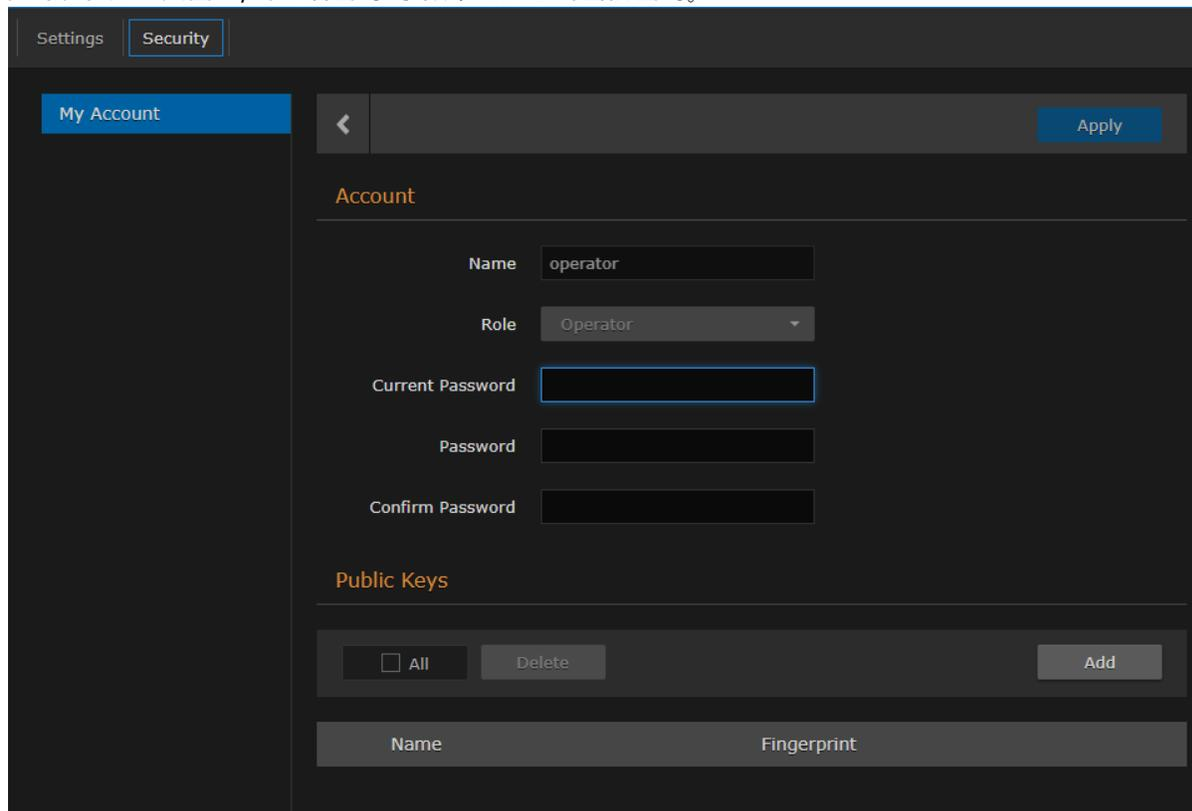 Settings Security
My Account
Apply
Account
Name operator
Role Operator
Current Password
Password
Confirm Password
Public Keys
All Delete Add
Name Fingerprint